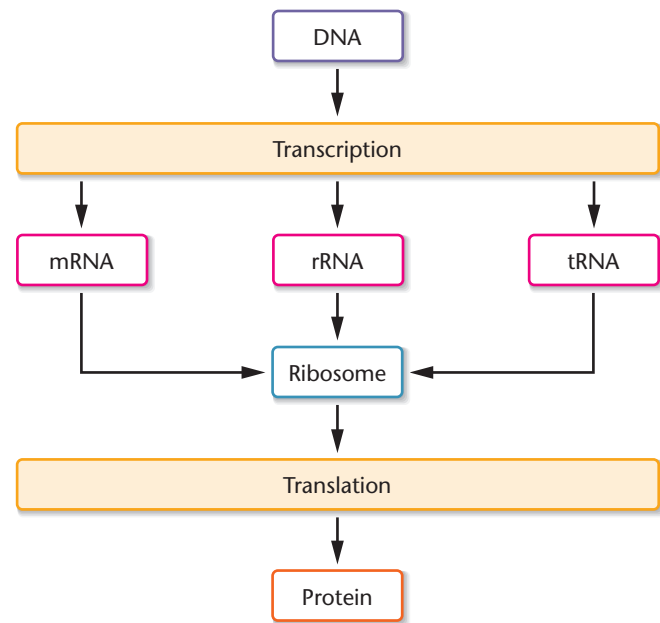 DNA
Transcription
mRNA
rRNA
tRNA
Ribosome
Translation
Protein